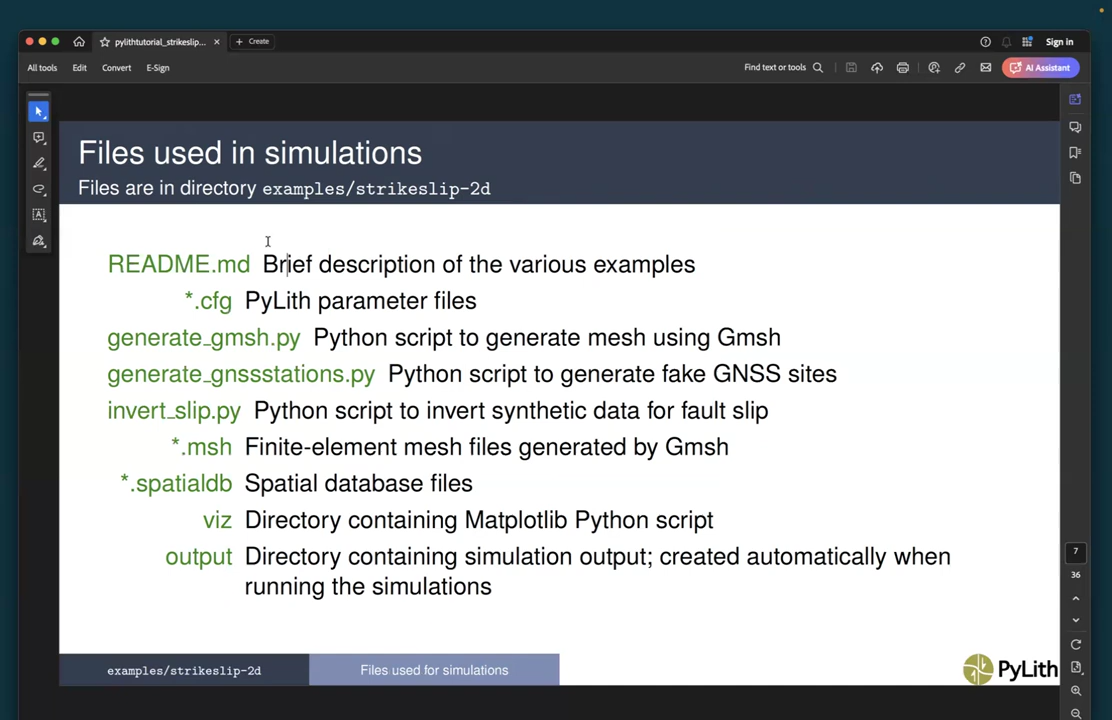 pylithtutorial_strikeslip...
Create
Sign in
All tools
Edit
Convert
E-Sign
Find text or tools
AI Assistant
Files used in simulations
Files are in directory examples/strikeslip-2d
README.md Brief description of the various examples
*.cfg PyLith parameter files
generate_gmsh.py Python script to generate mesh using Gmsh
generate_gnssstations.py Python script to generate fake GNSS sites
invert_slip.py Python script to invert synthetic data for fault slip
*.msh Finite-element mesh files generated by Gmsh
*.spatialdb Spatial database files
viz Directory containing Matplotlib Python script
output Directory containing simulation output; created automatically when
running the simulations
7
36
examples/strikeslip-2d
Files used for simulations
PyLith